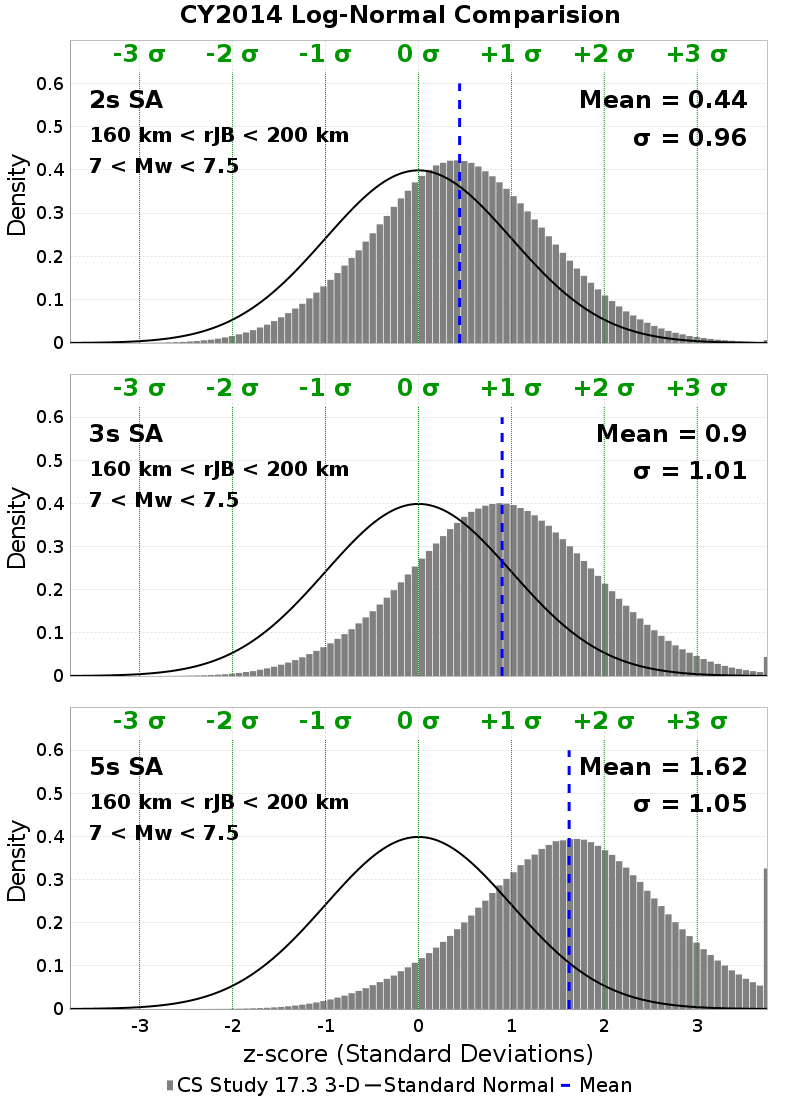 CY2014 Log-Normal Comparision
-3 σ -2 σ -1 σ 0 σ +1 σ +2 σ +3 σ
0.6
2s SA Mean = 0.44
0.5
160 km < rJB < 200 km σ = 0.96
7 < Mw < 7.5
0.4
Density
0.3
0.2
0.1
0
-3 σ -2 σ -1 σ 0 σ +1 σ +2 σ +3 σ
0.6
3s SA Mean = 0.9
0.5
160 km < rJB < 200 km σ = 1.01
7 < Mw < 7.5
0.4
Density
0.3
0.2
0.1
0
-3 σ -2 σ -1 σ 0 σ +1 σ +2 σ +3 σ
0.6
5s SA Mean = 1.62
0.5
160 km < rJB < 200 km σ = 1.05
7 < Mw < 7.5
0.4
Density
0.3
0.2
0.1
0
-3 -2 -1 0 1 2 3
z-score (Standard Deviations)
CS Study 17.3 3-D Standard Normal Mean